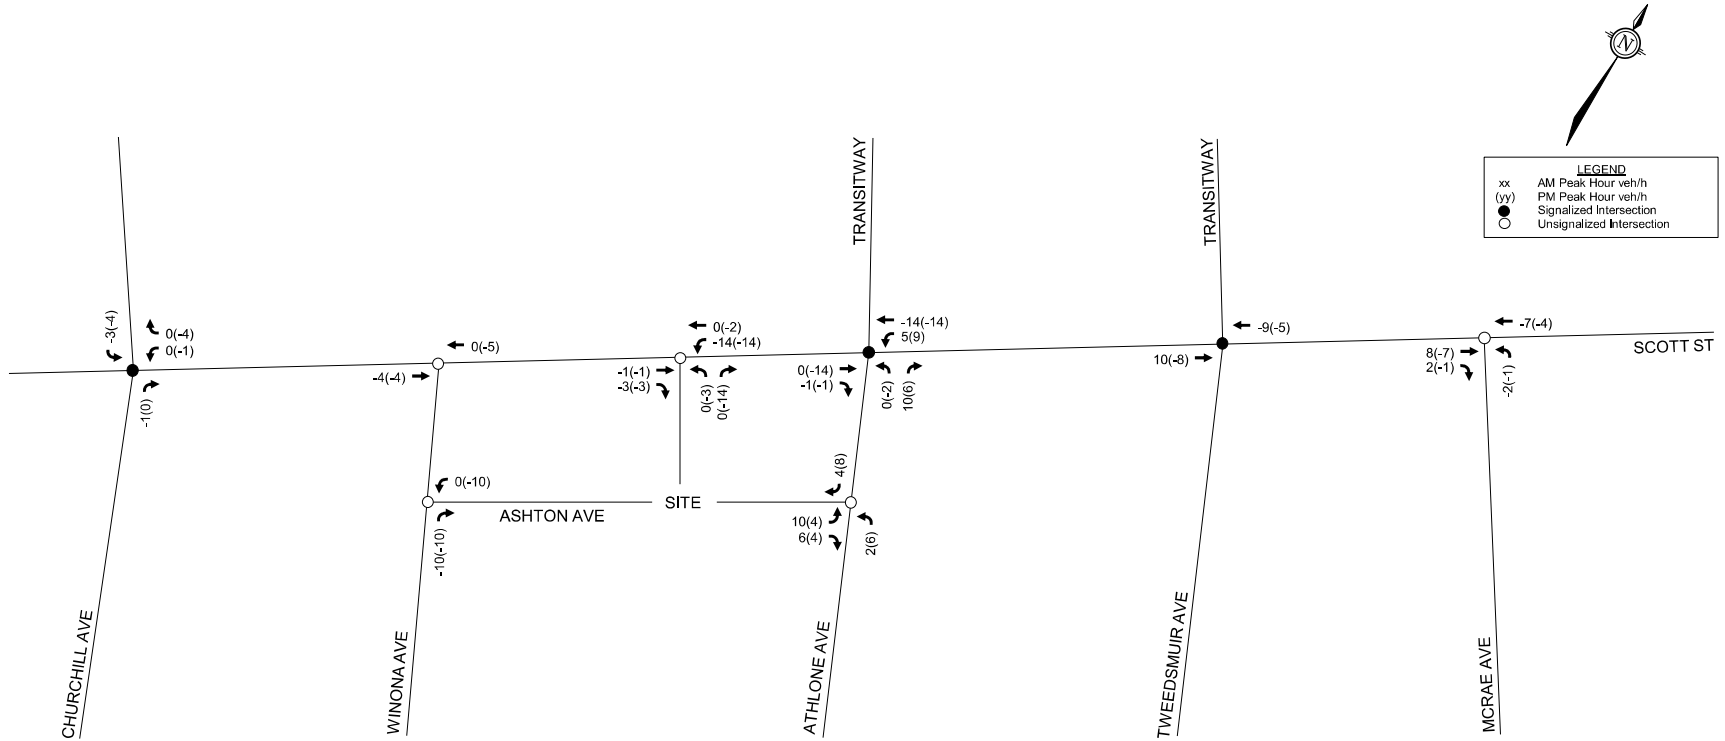 N
TRANSITWAY
TRANSITWAY
LEGEND
xx AM Peak Hour veh/h
(yy) PM Peak Hour veh/h
Signalized Intersection
Unsignalized Intersection
-3(-4)
0(-4)
0(-1)
-1(0)
0(-5)
-4(-4)
0(-2)
-14(-14)
-1(-1)
-3(-3)
0(-3)
0(-14)
-14(-14)
5(9)
0(-14)
-1(-1)
0(-2)
10(6)
-9(-5)
10(-8)
-7(-4)
8(-7)
2(-1)
-2(-1)
SCOTT ST
0(-10)
-10(-10)
ASHTON AVE
SITE
4(8)
10(4)
6(4)
2(6)
CHURCHILL AVE
WINONA AVE
ATHLONE AVE
TWEEDSMUIR AVE
MCRAE AVE